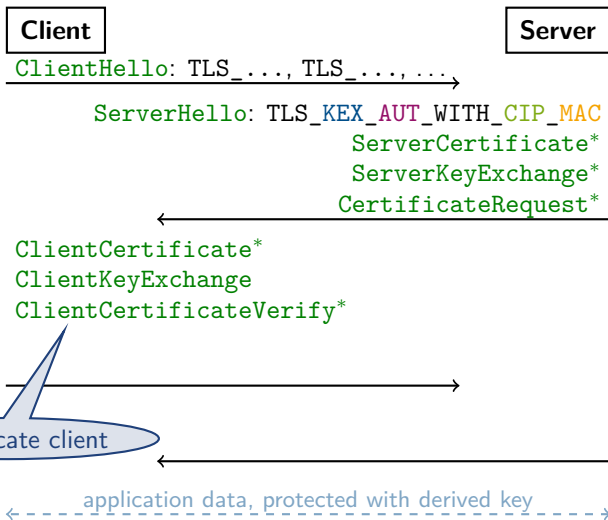 Client
Server
ClientHello: TLS_..., TLS_..., ...
ServerHello: TLS_KEX_AUT_WITH_CIP_MAC
ServerCertificate*
ServerKeyExchange*
CertificateRequest*
ClientCertificate*
ClientKeyExchange
ClientCertificateVerify*
cate client
application data, protected with derived key